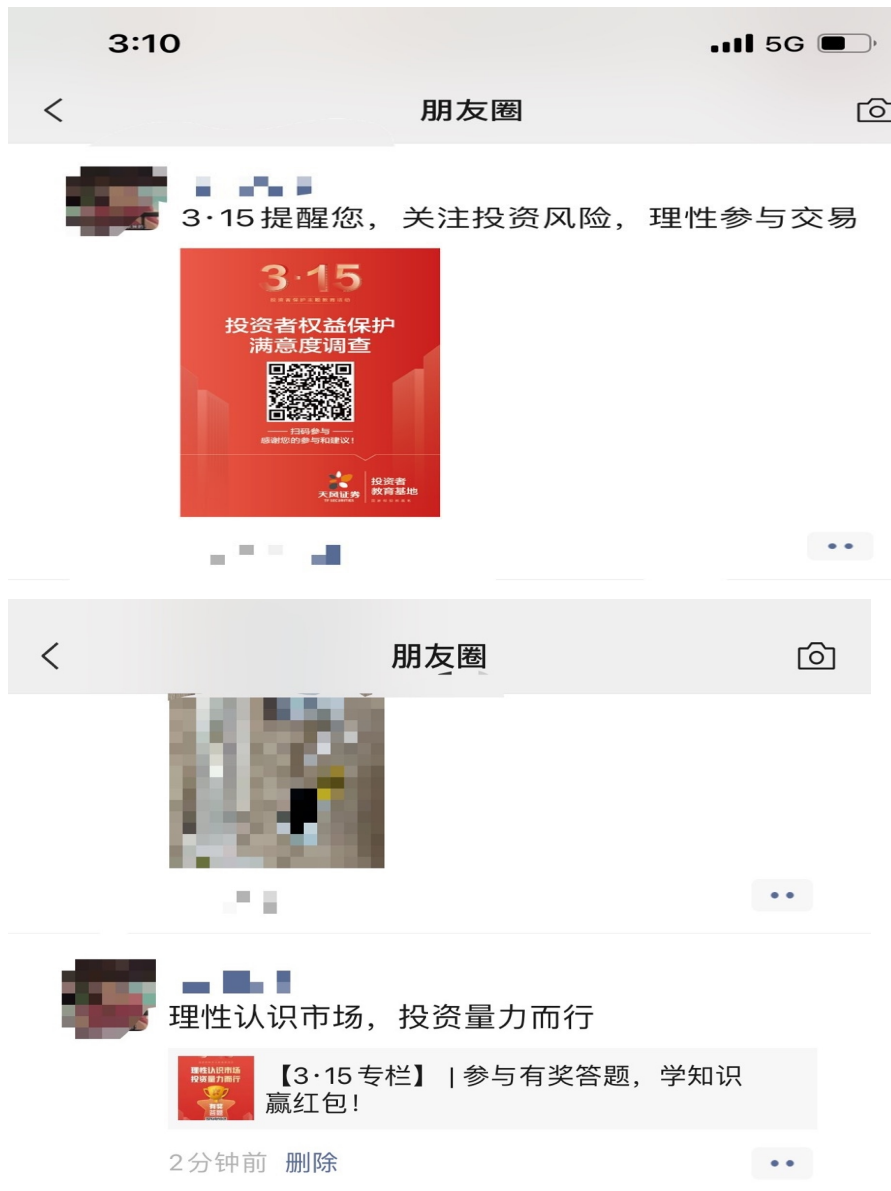 3:10
5G
朋友圈
3·15提醒您，关注投资风险，理性参与交易
3·15
投资者权益保护
满意度调查
扫码参与
感谢您的参与和建议！
天风证券
投资者
教育基地
朋友圈
理性认识市场，投资量力而行
理性认识市场
投资量力而行
有奖
答题
【3·15专栏】 | 参与有奖答题，学知识
赢红包！
2分钟前 删除